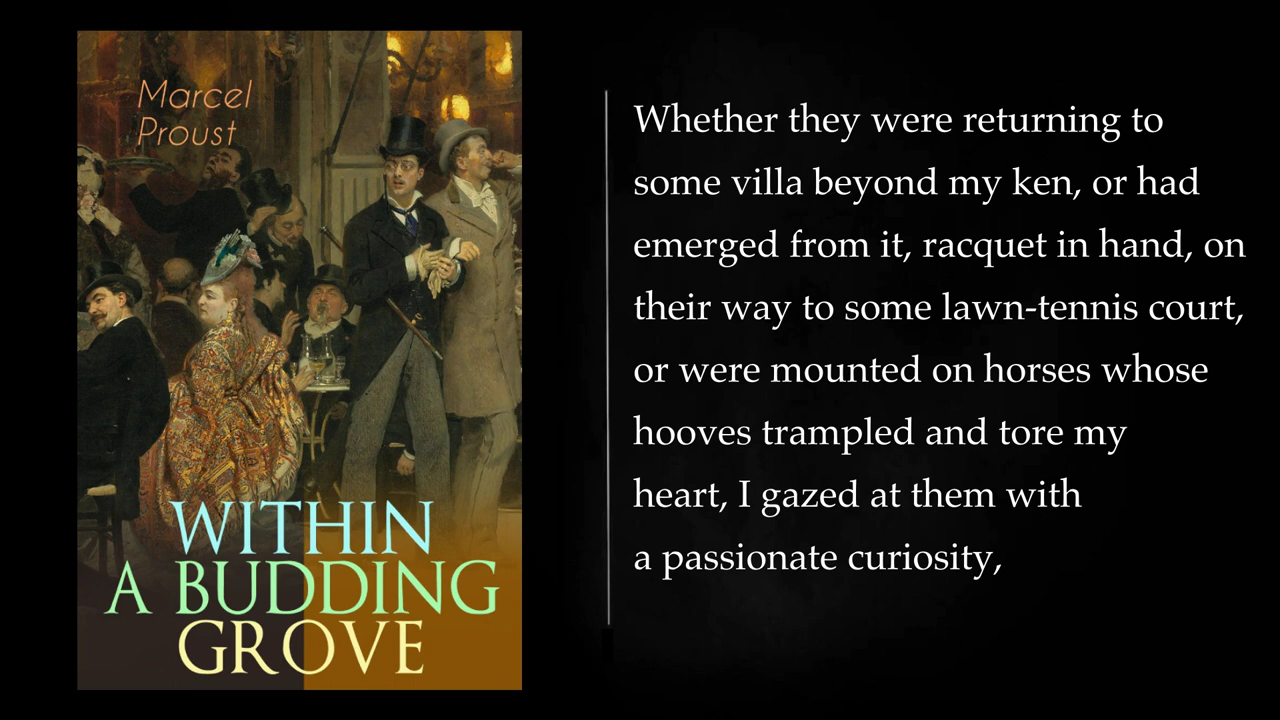 Marcel
Proust
WITHIN
A BUDDING
GROVE
Whether they were returning to
some villa beyond my ken, or had
emerged from it, racquet in hand, on
their way to some lawn-tennis court,
or were mounted on horses whose
hooves trampled and tore my
heart, I gazed at them with
a passionate curiosity,